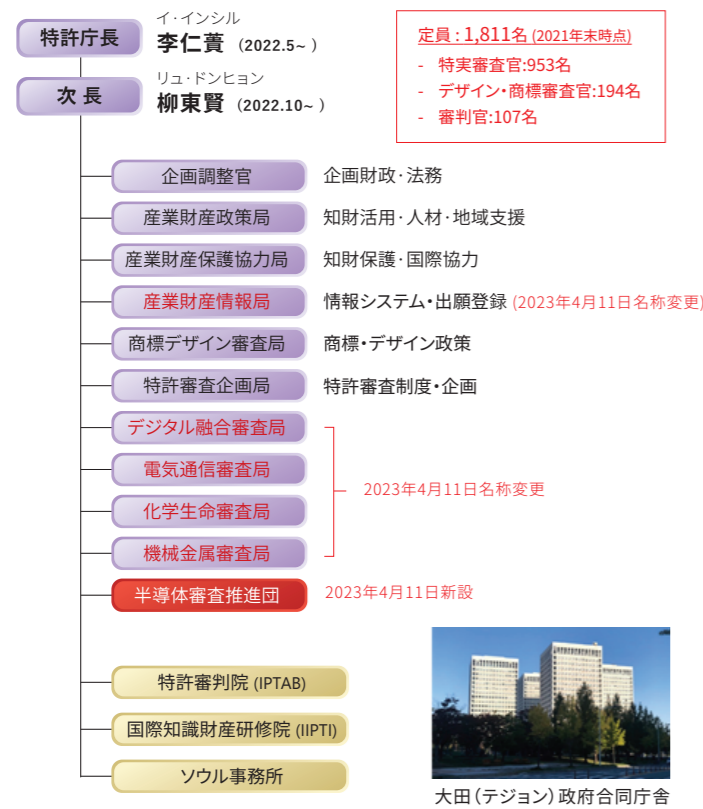 特許庁長
イ・インシル
李仁蕡 (2022.5~ )
次 長
リュ・ドンヒョン
柳東賢 (2022.10~ )
定員 : 1,811名 (2021年末時点)
- 特実審査官:953名
- デザイン・商標審査官:194名
- 審判官:107名
企画調整官 企画財政·法務
産業財産政策局 知財活用·人材·地域支援
産業財産保護協力局 知財保護·国際協力
産業財産情報局 情報システム・出願登録 (2023年4月11日名称変更)
商標デザイン審査局 商標・デザイン政策
特許審査企画局 特許審査制度・企画
デジタル融合審査局
電気通信審査局
2023年4月11日名称変更
化学生命審査局
機械金属審査局
半導体審査推進団 2023年4月11日新設
特許審判院 (IPTAB)
国際知識財産研修院 (IIPTI)
ソウル事務所
大田（テジョン）政府合同庁舎